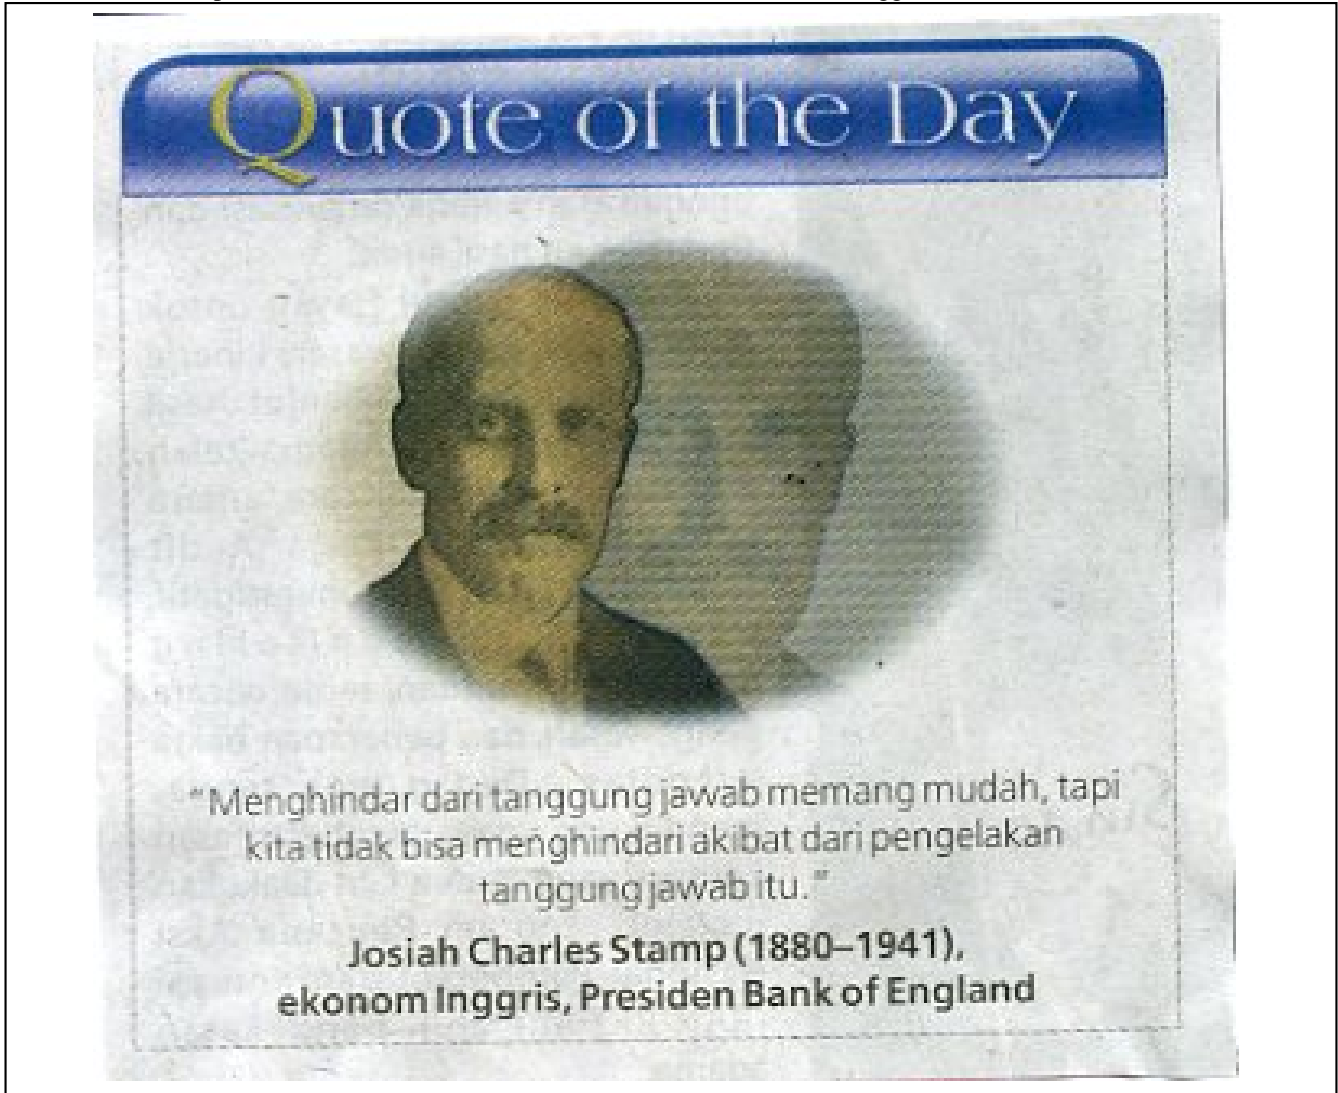 Quote of the Day
“Menghindar dari tanggung jawab memang mudah, tapi
kita tidak bisa menghindari akibat dari pengelakan
tanggung jawab itu.”
Josiah Charles Stamp (1880–1941),
ekonom Inggris, Presiden Bank of England